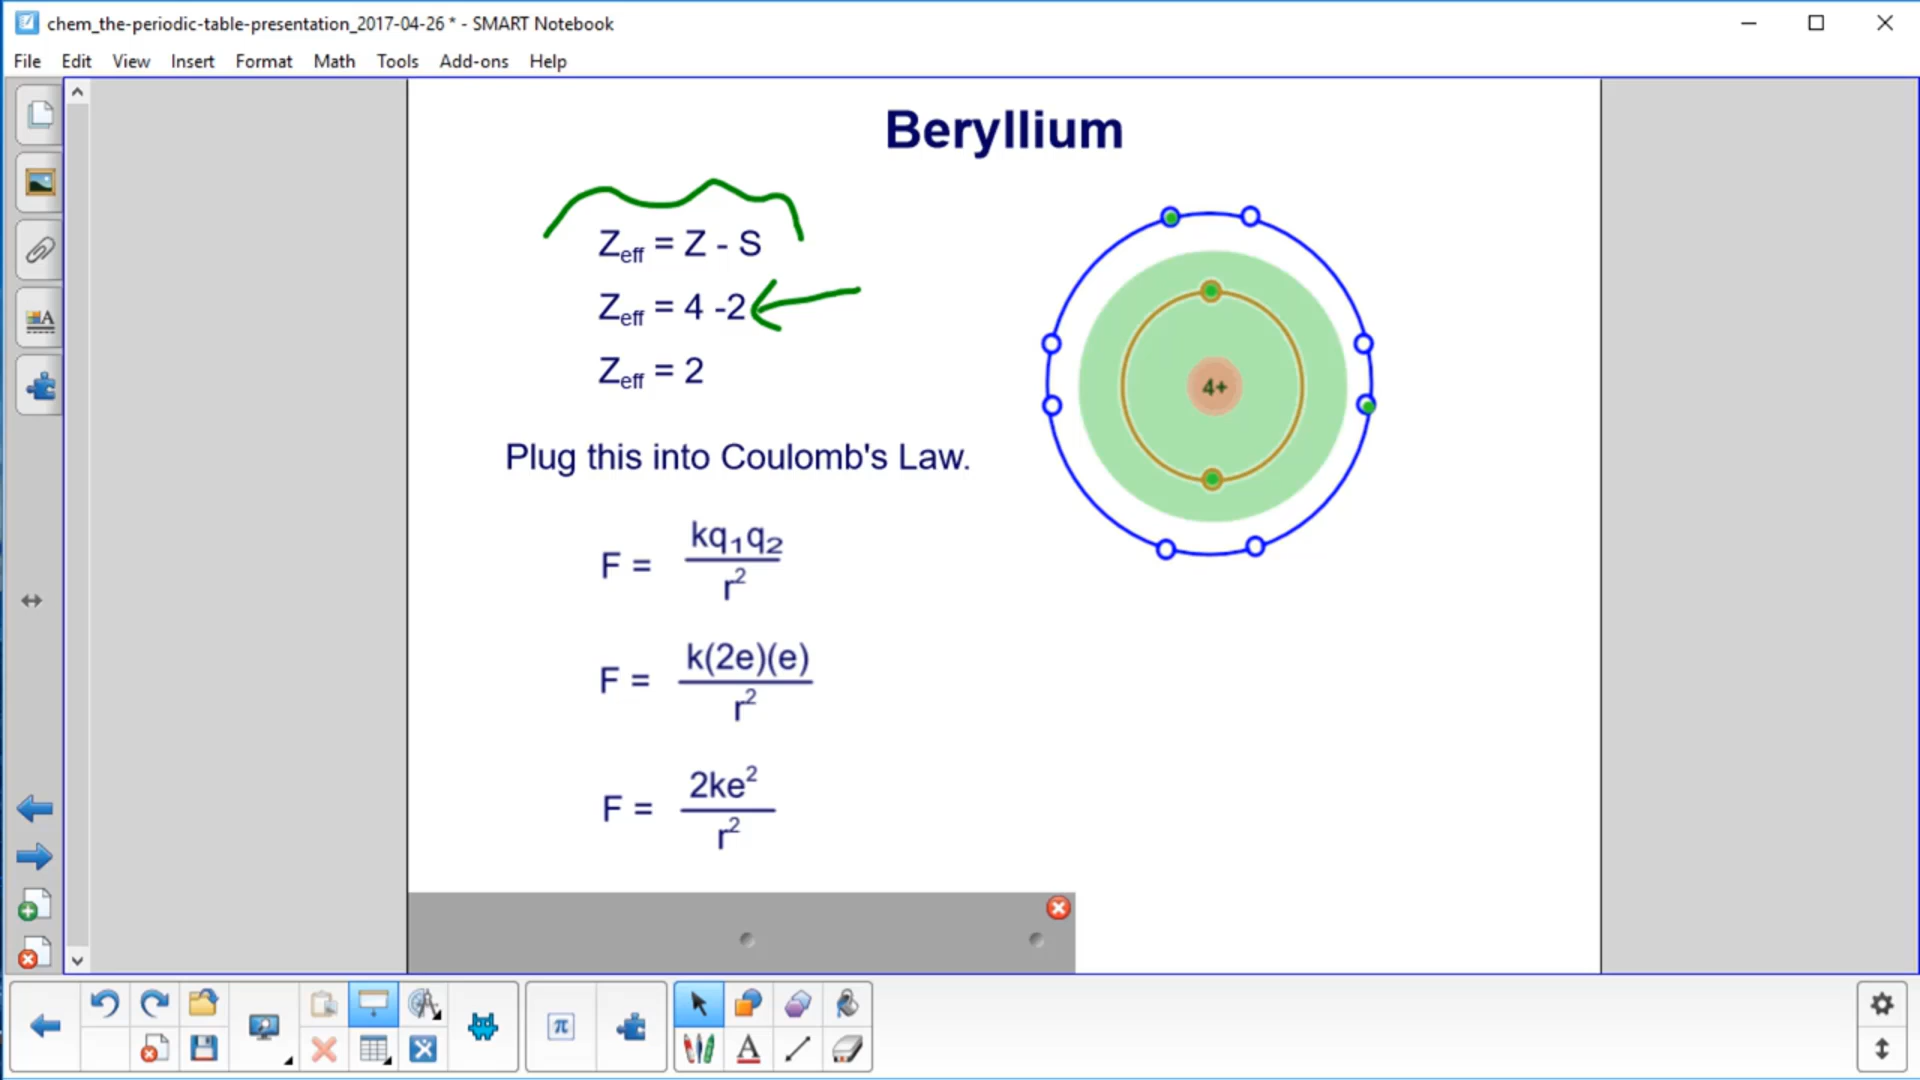 chem_the-periodic-table-presentation_2017-04-26 * - SMART Notebook
File Edit View Insert Format Math Tools Add-ons Help
Beryllium
Zeff = Z - S
Zeff = 4 -2
Zeff = 2
4+
Plug this into Coulomb's Law.
F = kq₁q₂ / r²
F = k(2e)(e) / r²
F = 2ke² / r²
π
A